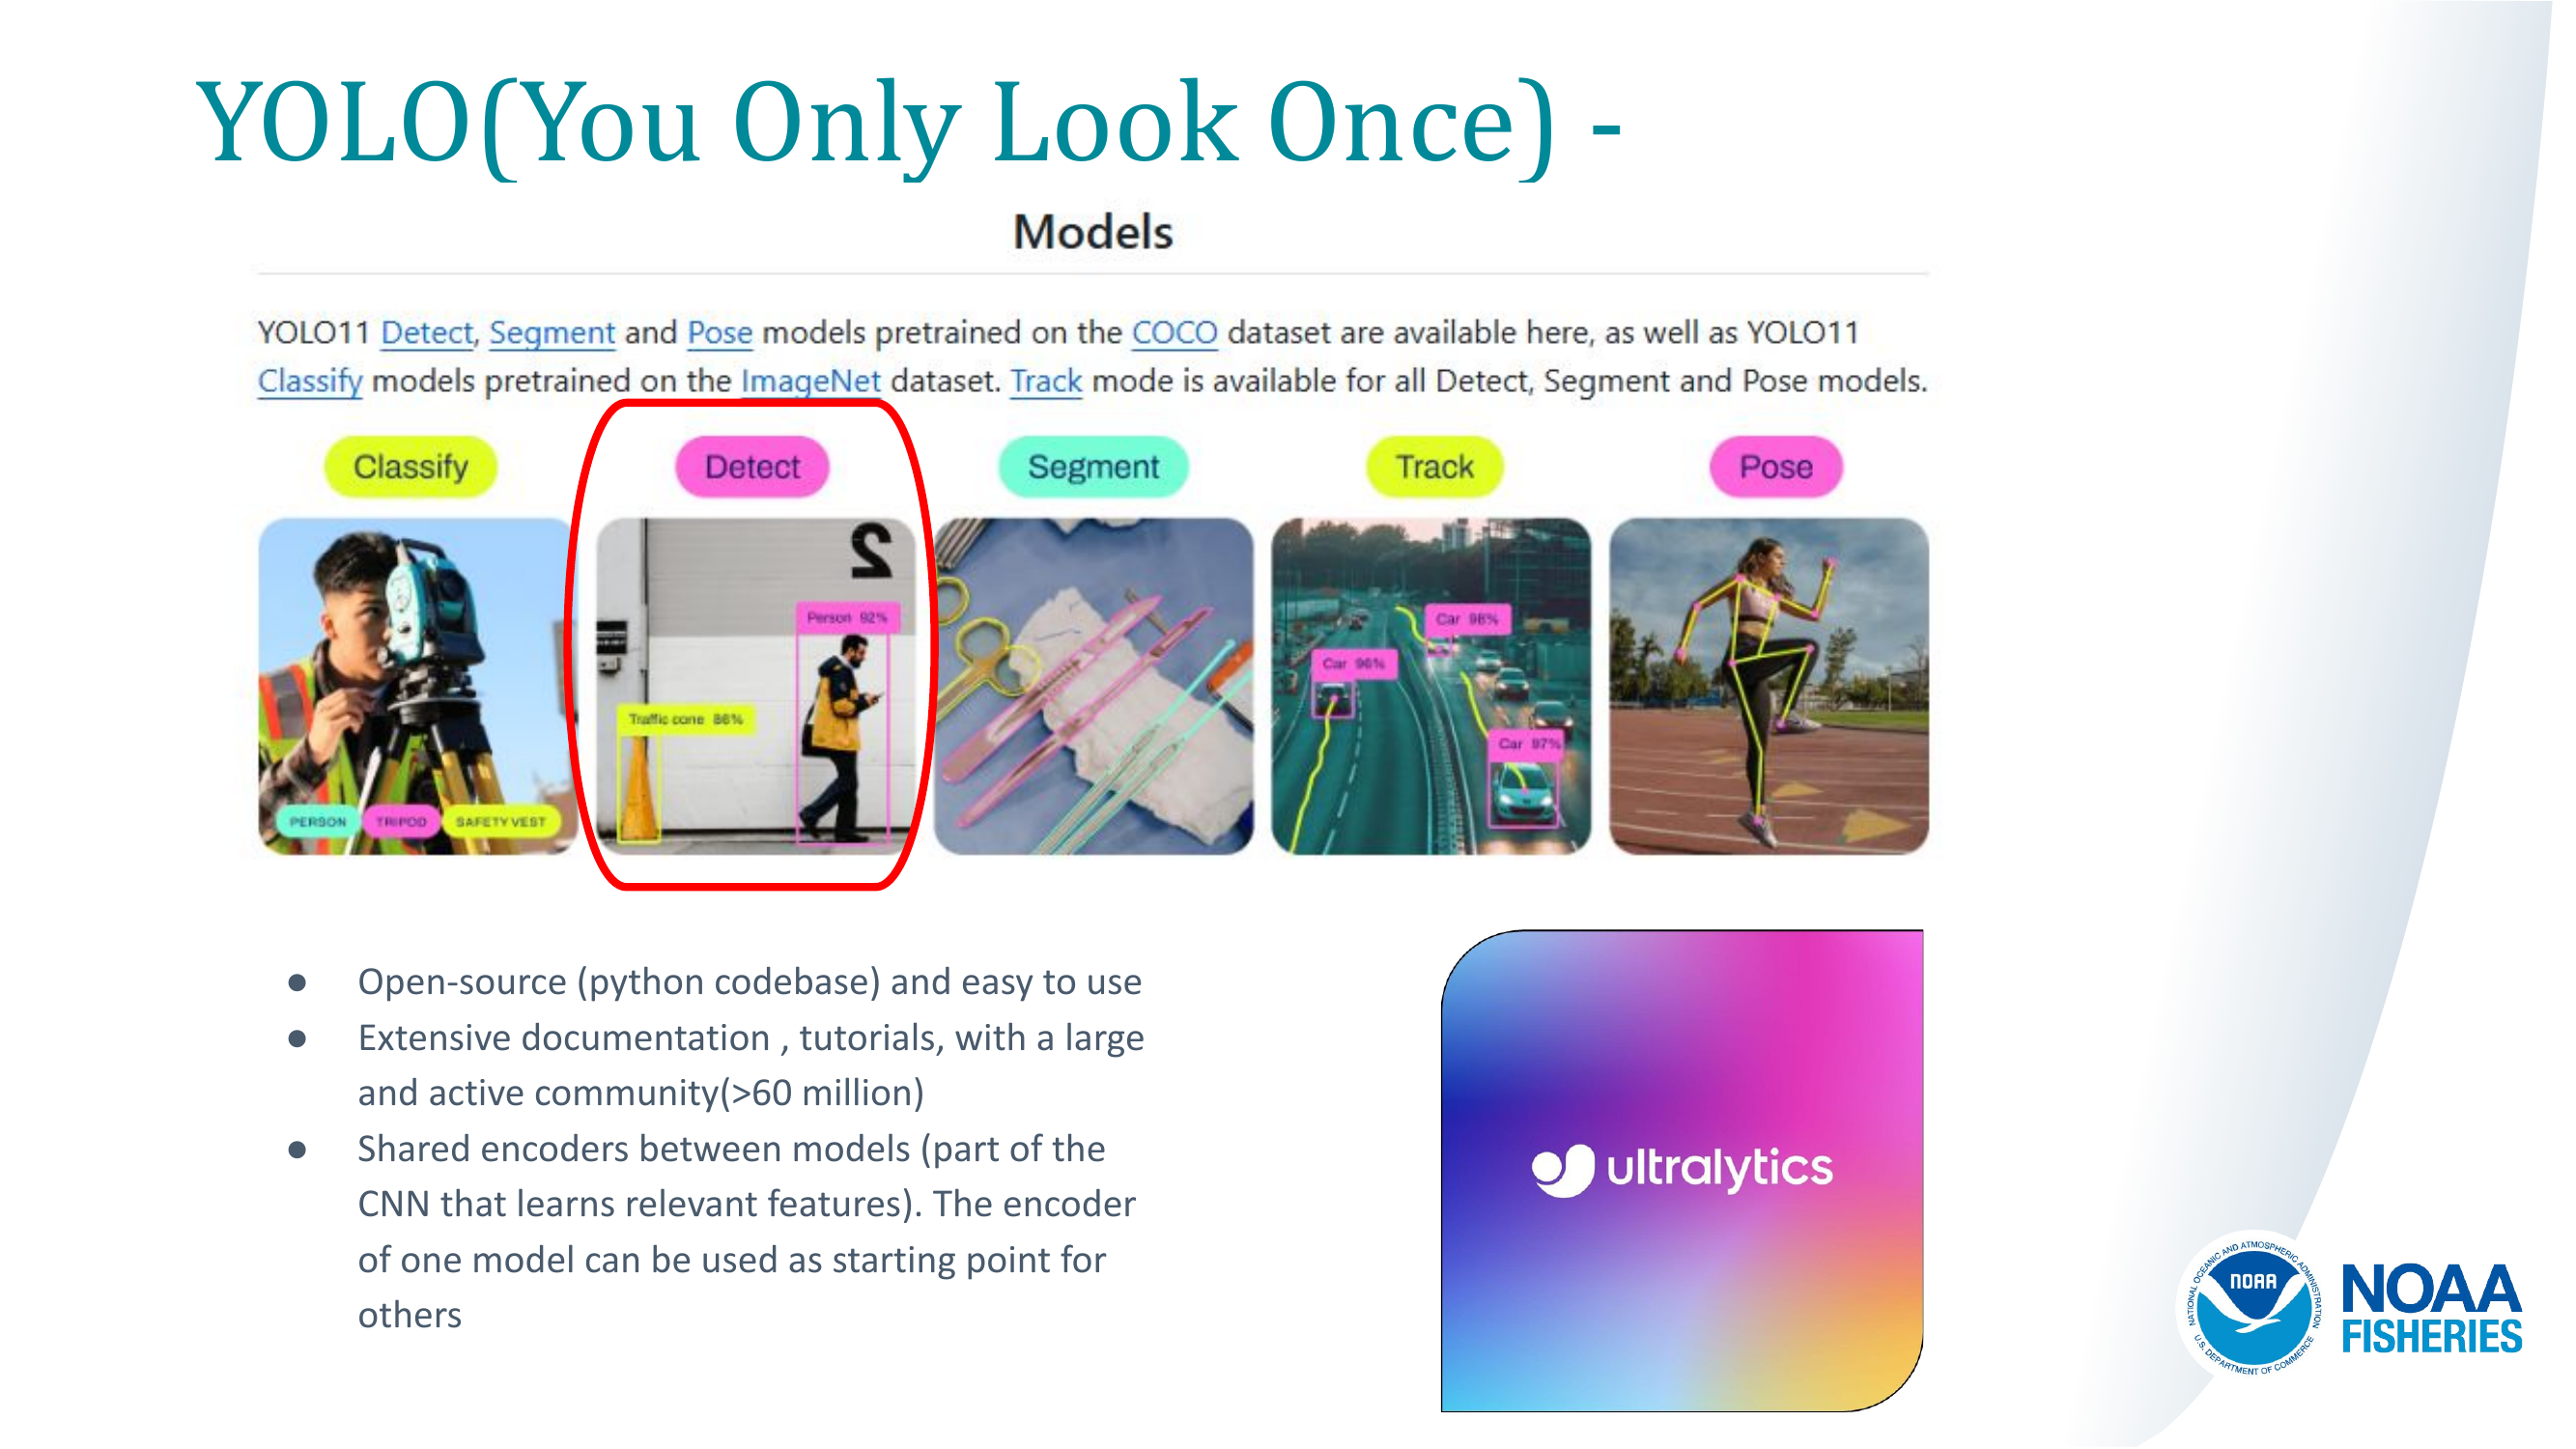 YOLO(You Only Look Once) -
Models
YOLO11 Detect, Segment and Pose models pretrained on the COCO dataset are available here, as well as YOLO11
Classify models pretrained on the ImageNet dataset. Track mode is available for all Detect, Segment and Pose models.
Classify
Detect
Segment
Track
Pose
PERSON
TRIPOD
SAFETY VEST
2
Person 92%
Traffic cone 86%
Car 98%
Car 96%
Car 97%
● Open-source (python codebase) and easy to use
● Extensive documentation , tutorials, with a large
and active community(>60 million)
● Shared encoders between models (part of the
CNN that learns relevant features). The encoder
of one model can be used as starting point for
others
ultralytics
NATIONAL OCEANIC AND ATMOSPHERIC ADMINISTRATION
NOAA
U.S. DEPARTMENT OF COMMERCE
NOAA
FISHERIES